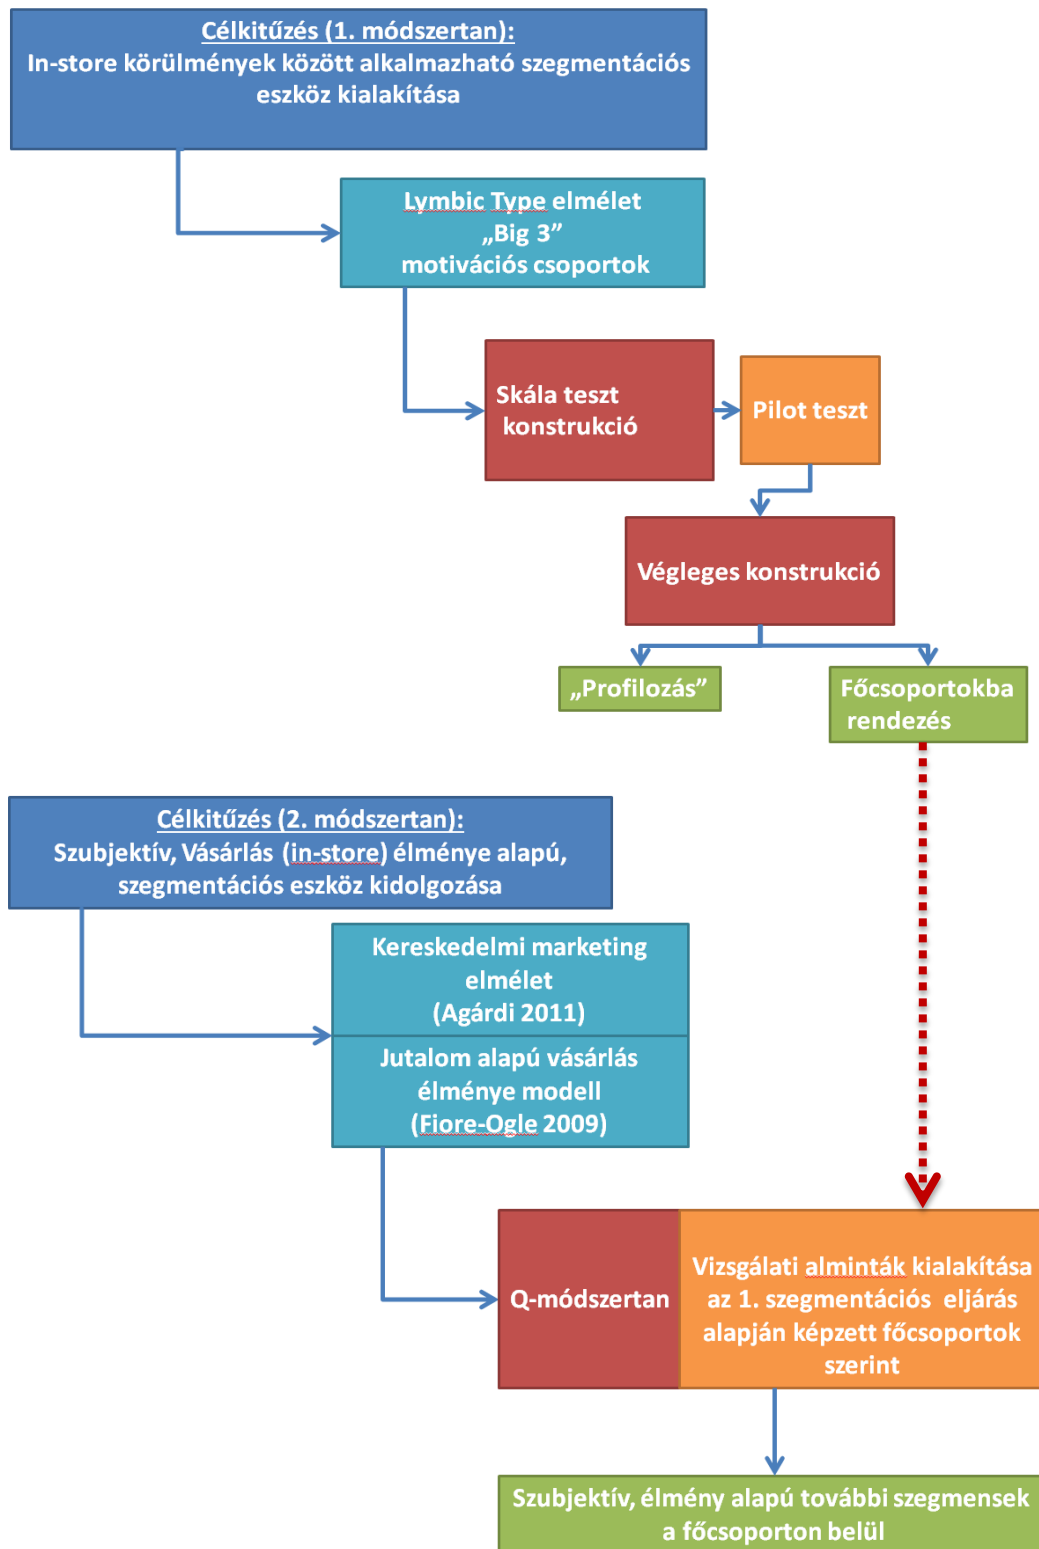 Célkitűzés (1. módszertan):
In-store körülmények között alkalmazható szegmentációs
eszköz kialakítása
Lymbic Type elmélet
„Big 3”
motivációs csoportok
Skála teszt
konstrukció
Pilot teszt
Végleges konstrukció
„Profilozás”
Főcsoportokba
rendezés
Célkitűzés (2. módszertan):
Szubjektív, Vásárlás (in-store) élménye alapú,
szegmentációs eszköz kidolgozása
Kereskedelmi marketing
elmélet
(Agárdi 2011)
Jutalom alapú vásárlás
élménye modell
(Fiore-Ogle 2009)
Q-módszertan
Vizsgálati alminták kialakítása
az 1. szegmentációs eljárás
alapján képzett főcsoportok
szerint
Szubjektív, élmény alapú további szegmensek
a főcsoporton belül